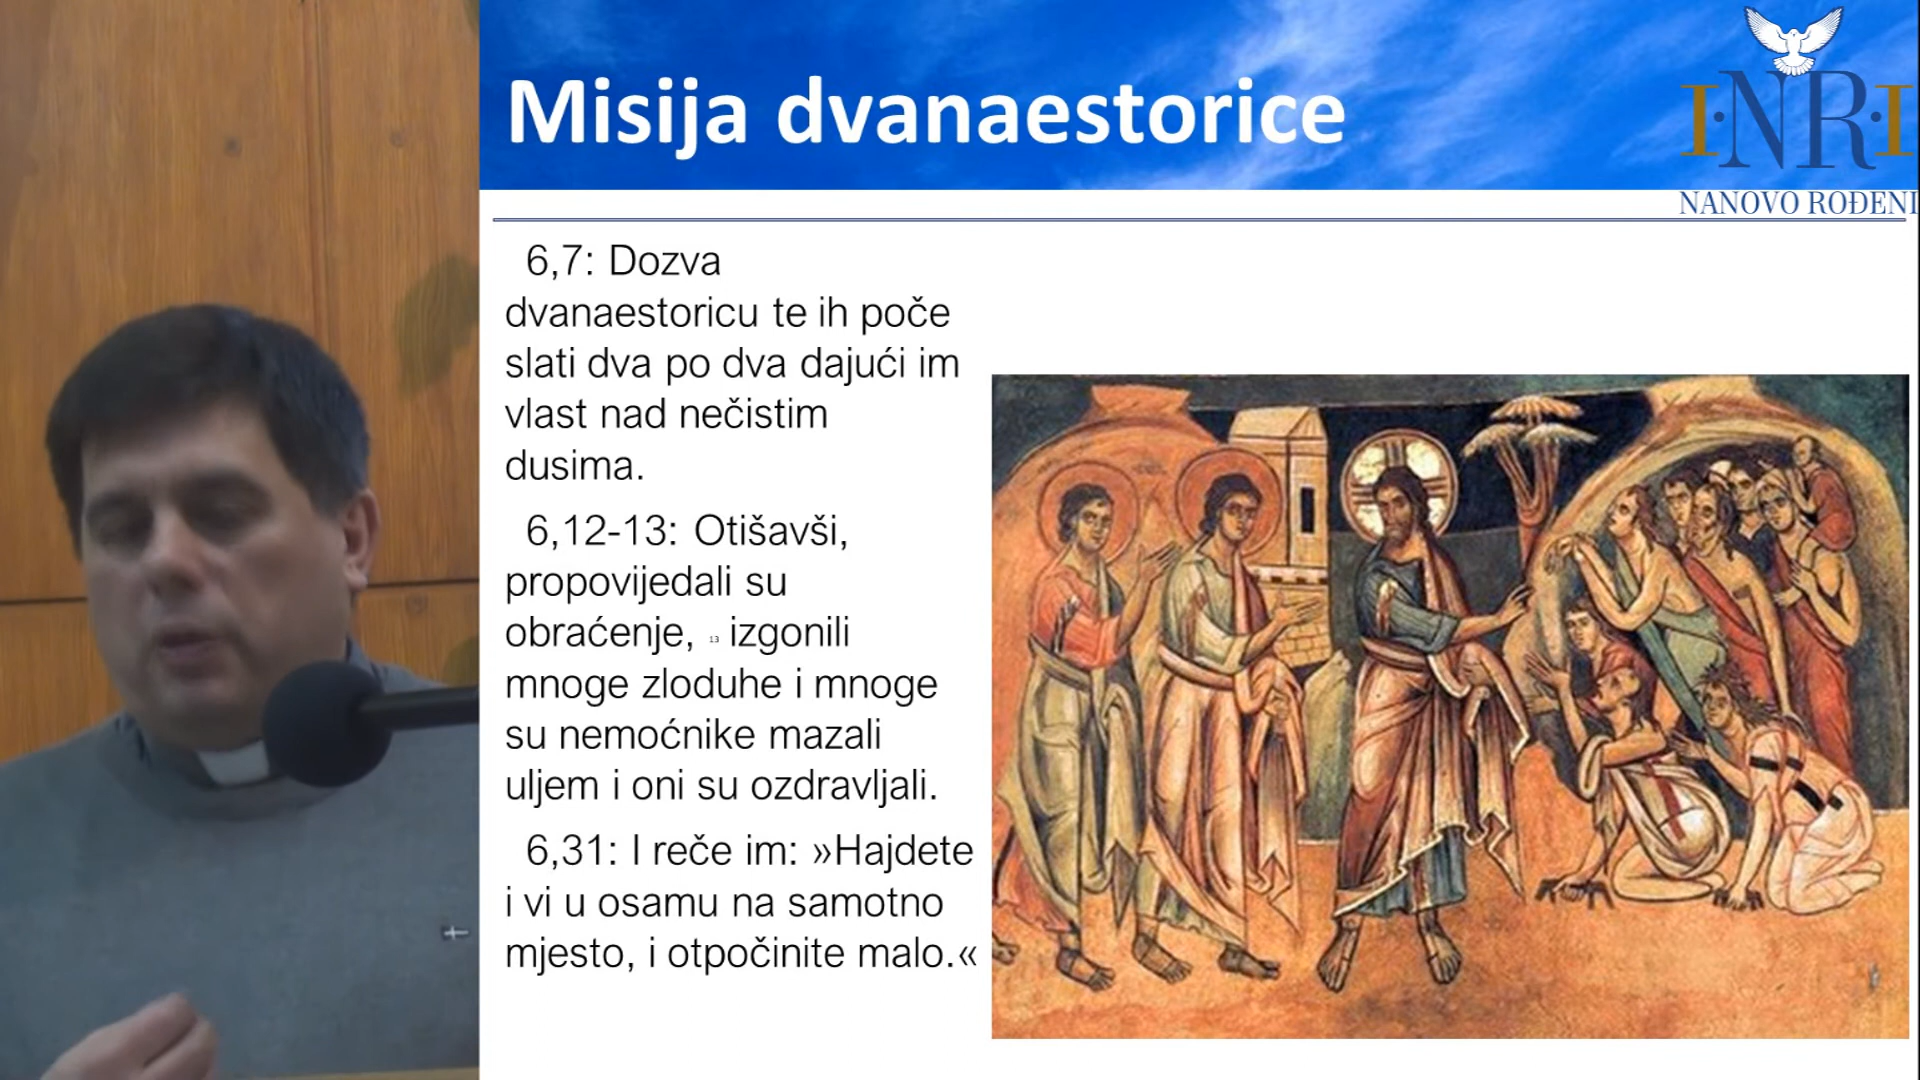 Misija dvanaestorice
I·NR·I
NANOVO ROĐENI
6,7: Dozva
dvanaestoricu te ih poče
slati dva po dva dajući im
vlast nad nečistim
dusima.
6,12-13: Otišavši,
propovijedali su
obraćenje, 13 izgonili
mnoge zloduhe i mnoge
su nemoćnike mazali
uljem i oni su ozdravljali.
6,31: I reče im: »Hajdete
i vi u osamu na samotno
mjesto, i otpočinite malo.«